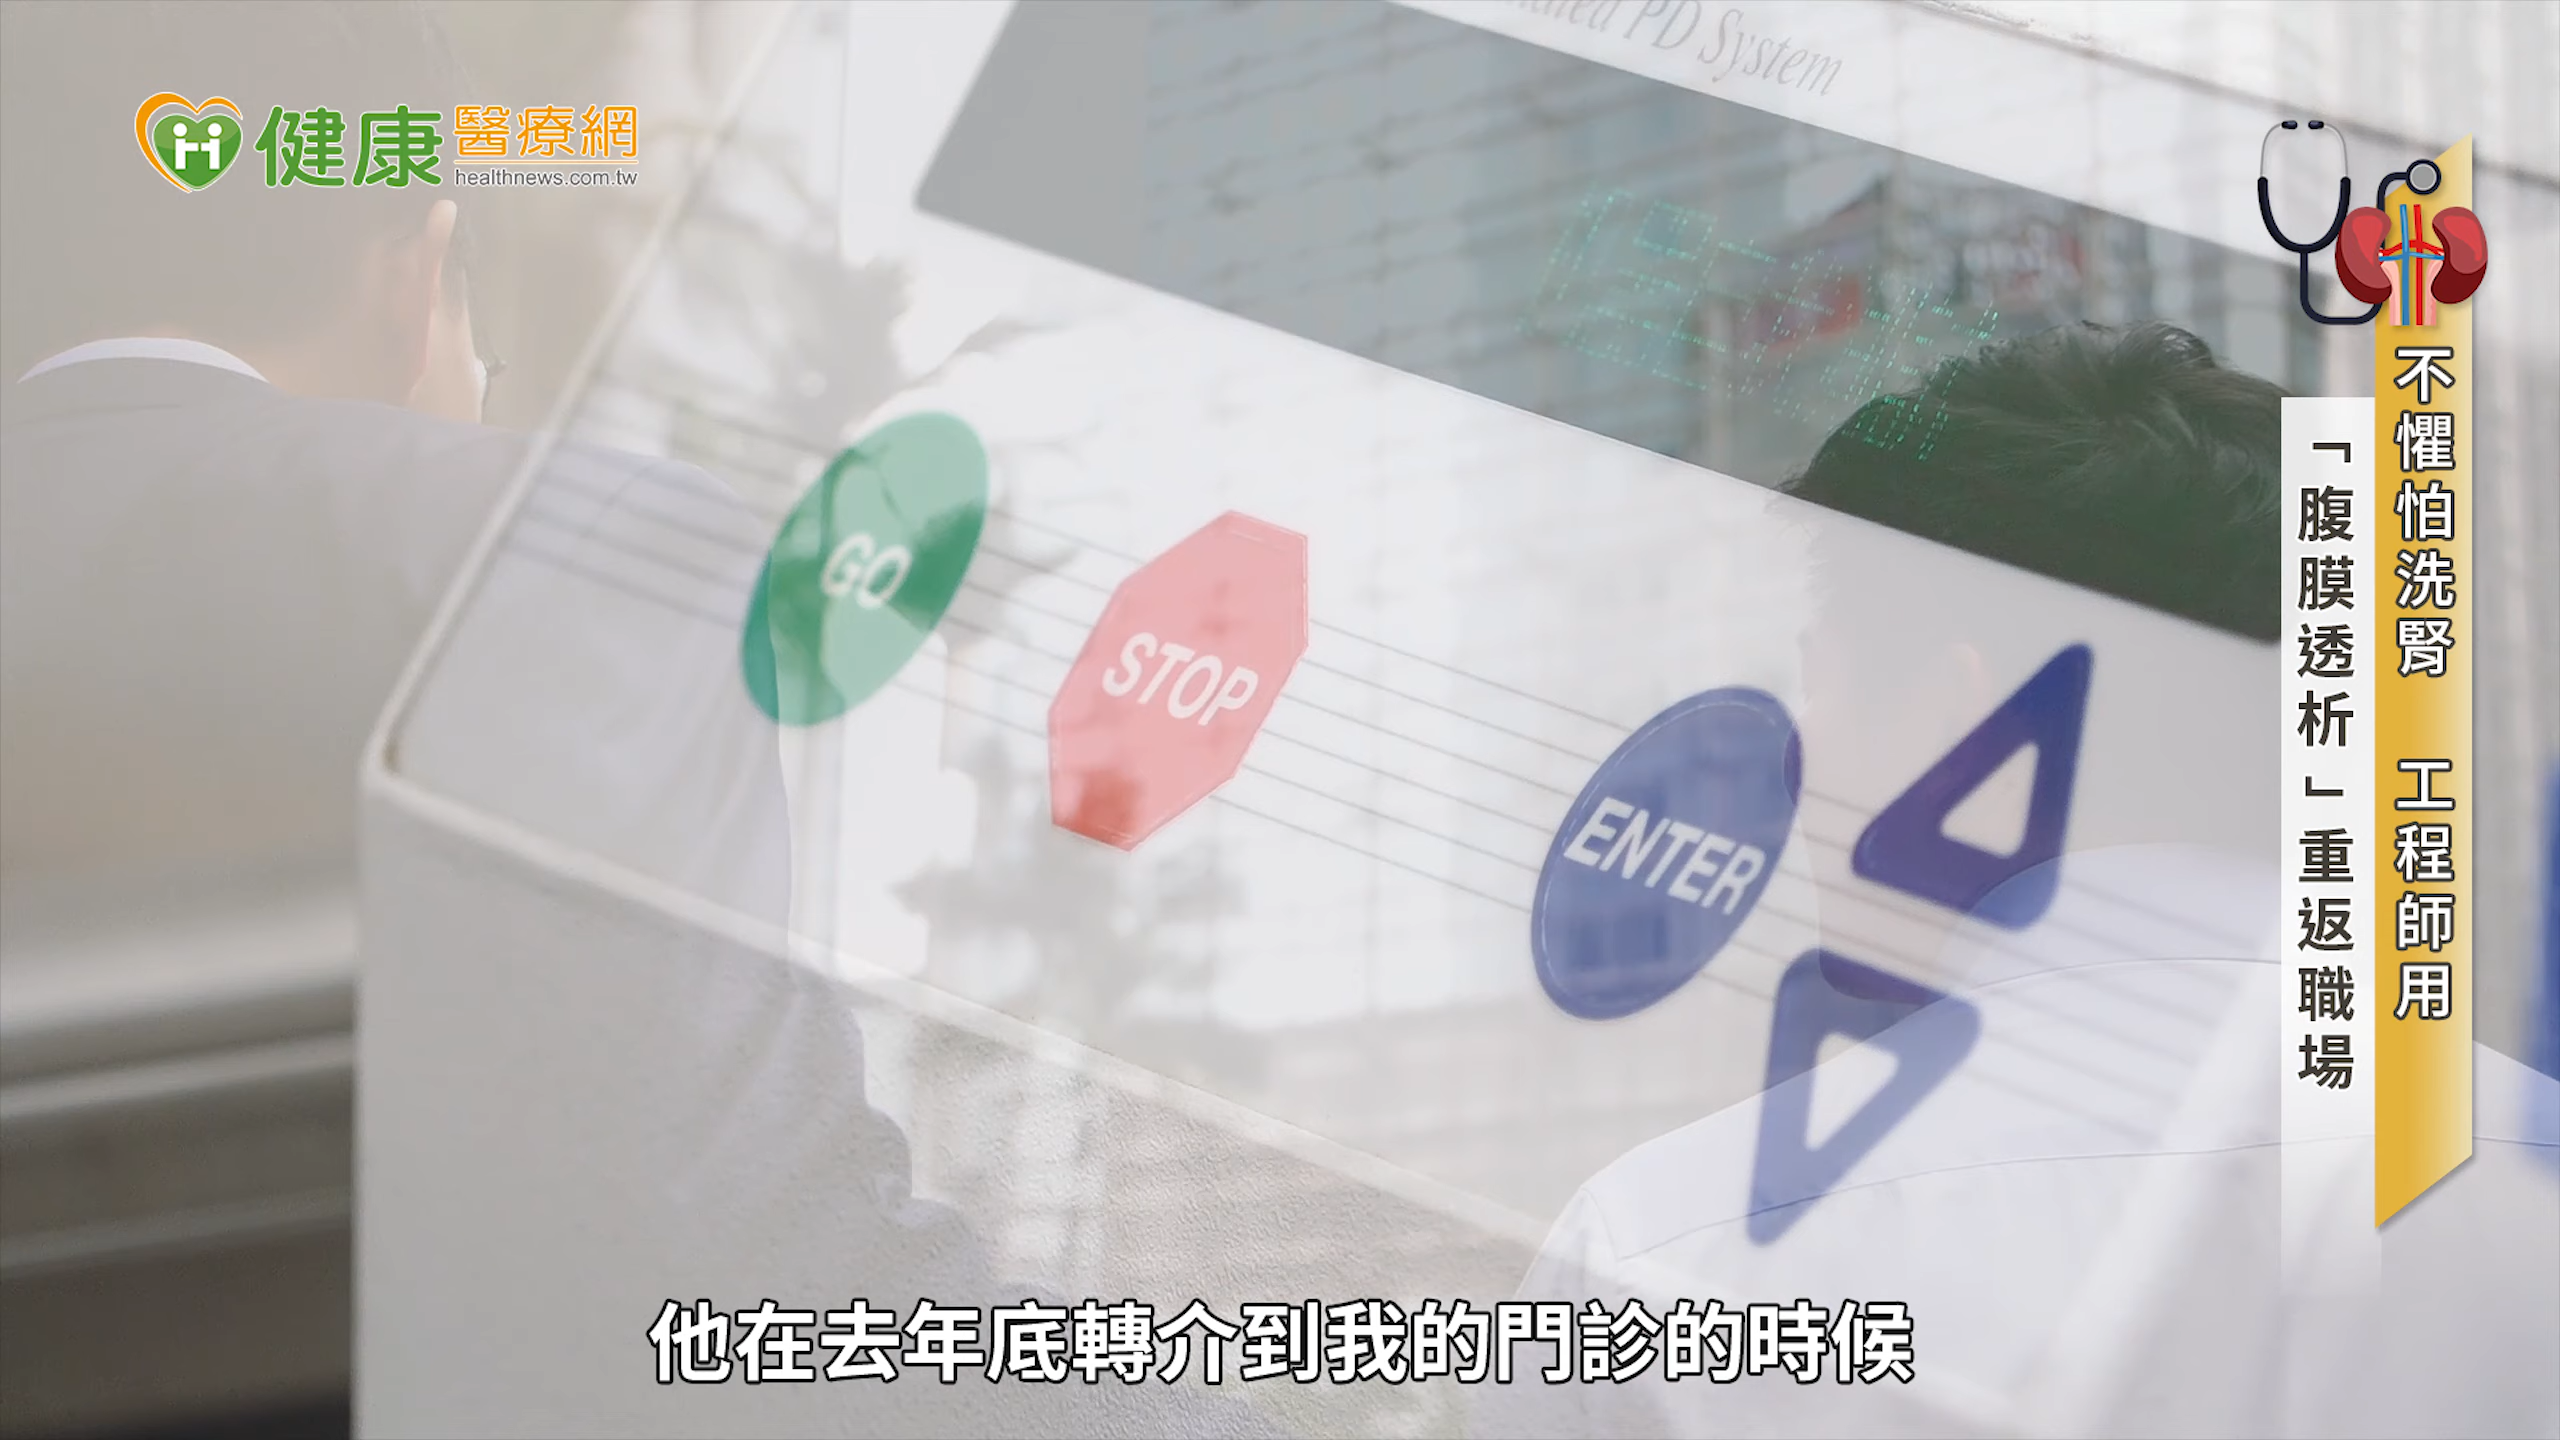 健康醫療網
healthnews.com.tw
PD System
GO
STOP
ENTER
不懼怕洗腎 工程師用
「腹膜透析」重返職場
他在去年底轉介到我的門診的時候